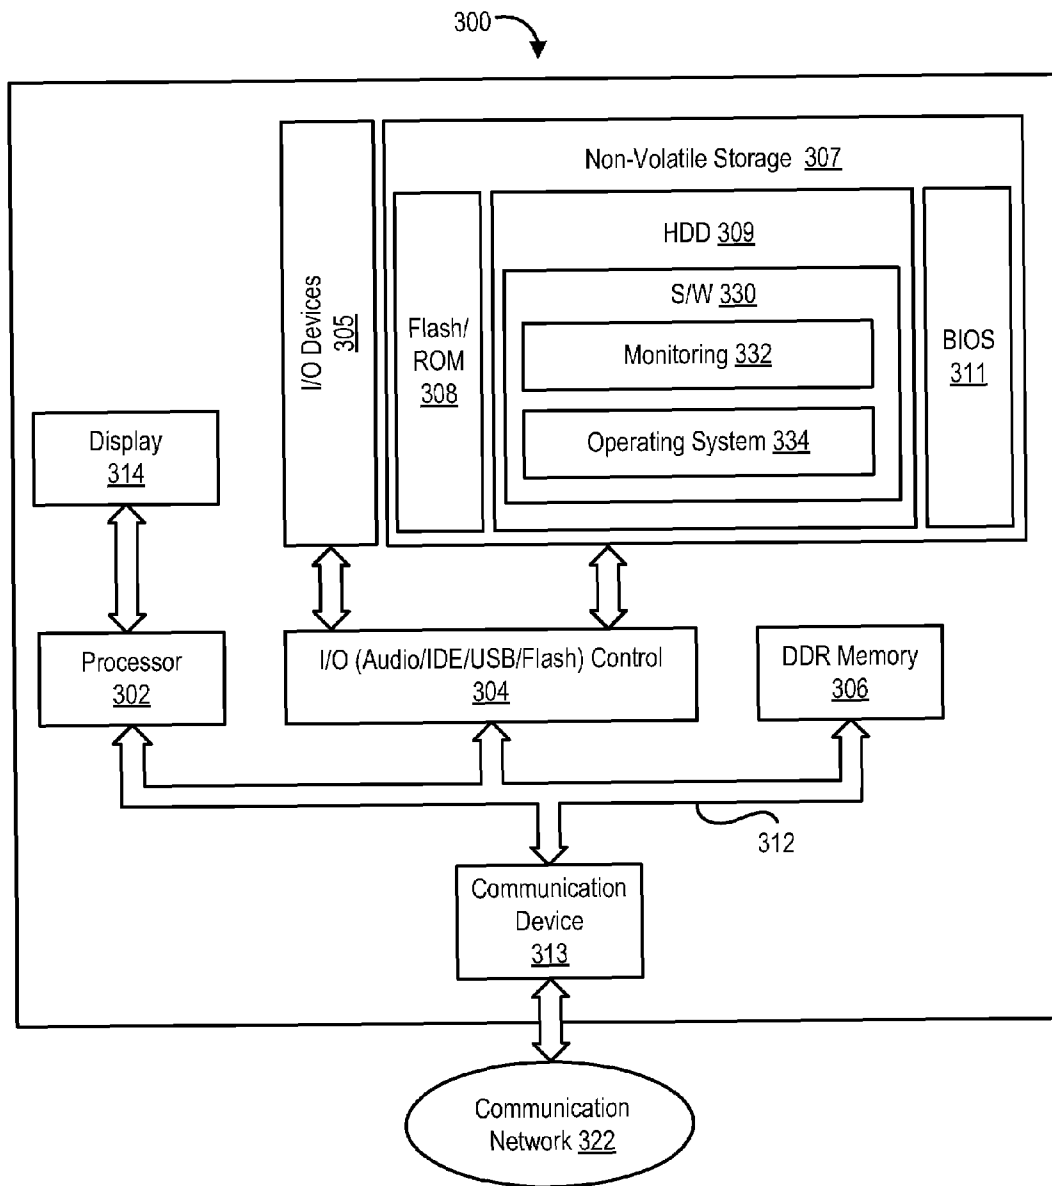 300
Non-Volatile Storage 307
I/O Devices
305
Flash/
ROM
308
HDD 309
S/W 330
Monitoring 332
Operating System 334
BIOS
311
Display
314
Processor
302
I/O (Audio/IDE/USB/Flash) Control
304
DDR Memory
306
312
Communication
Device
313
Communication
Network 322